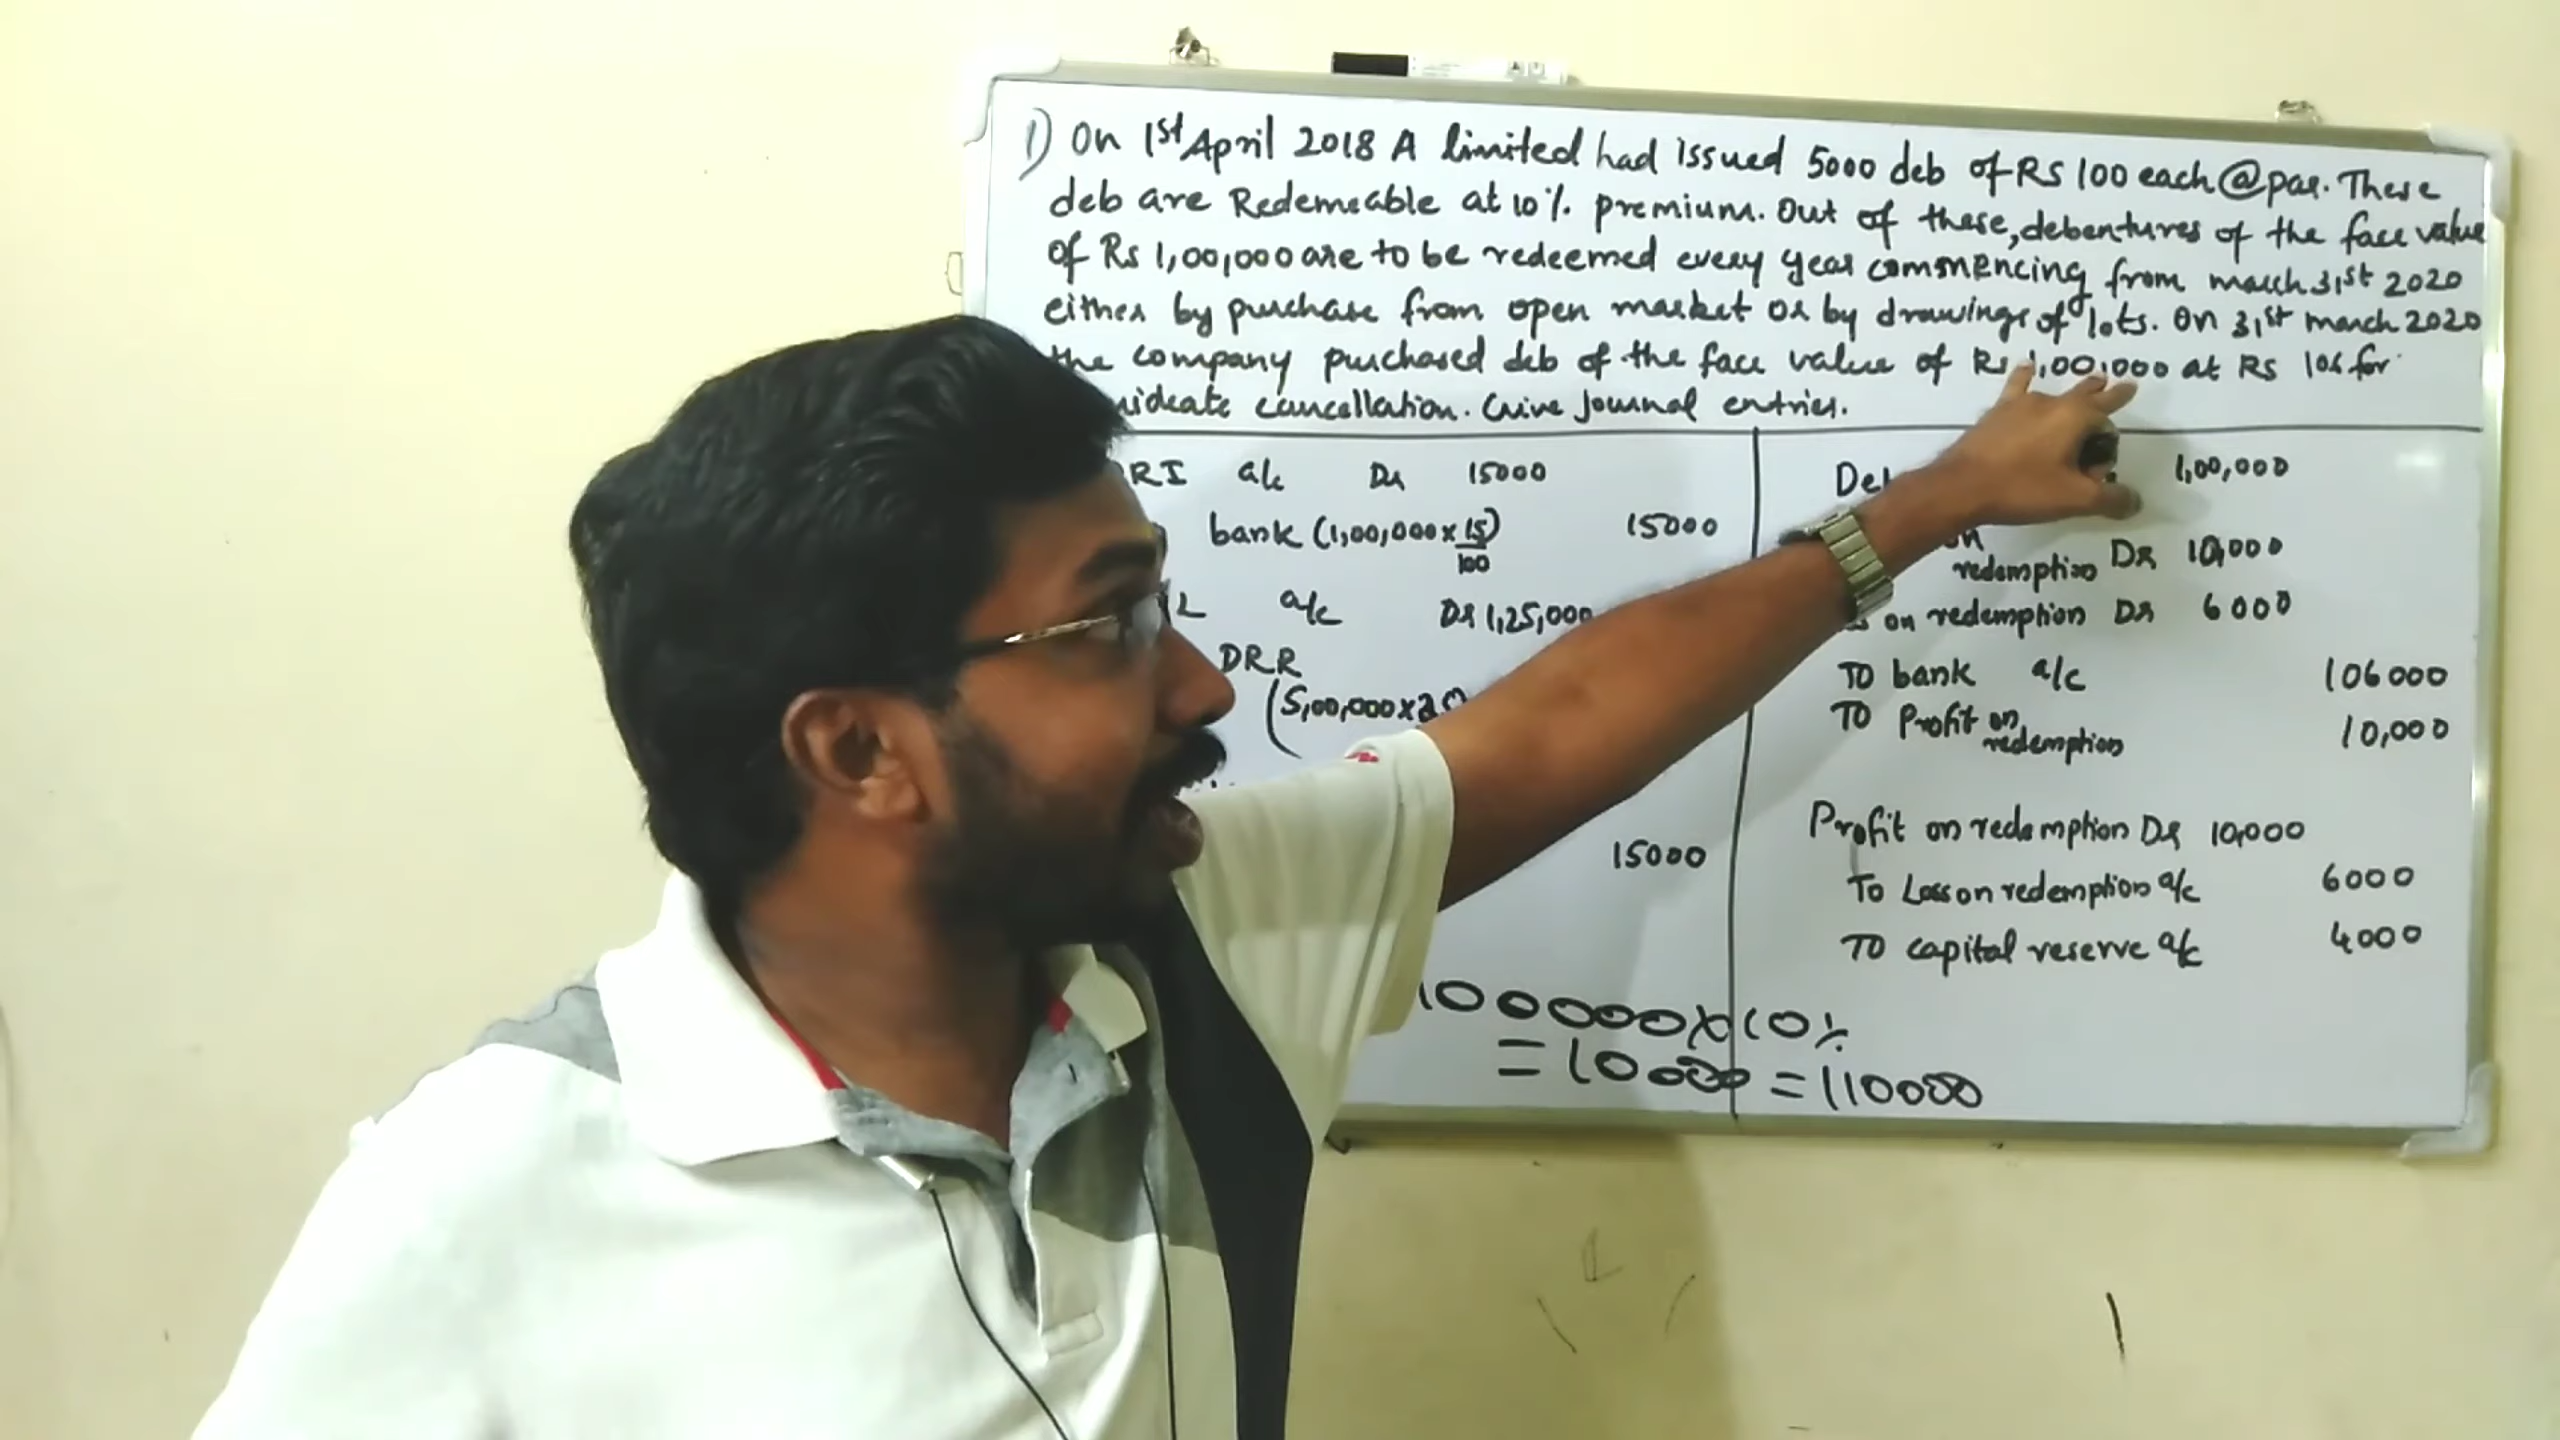 1) On 1st April 2018 A limited had issued 5000 deb of RS 100 each @ par. These
deb are Redemeable at 10%. premium. Out of these, debentures of the face value
of Rs 1,00,000 are to be redeemed every year commencing from march 31st 2020
either by purchase from open market or by drawings of lots. On 31st march 2020
the company purchased deb of the face value of Rs 1,00,000 at RS 106 for
cancellation. Give Journal entries.
RI a/c Dr 15000
bank (1,00,000 x 15/100) 15000
a/c Dr 1,25,000
DRR
(5,00,000 x
15000
100000 x 10%
= 10000 = 110000
1,00,000
redemption Dr 10,000
on redemption Dr 6000
To bank a/c 106000
To Profit on redemption 10,000
Profit on redemption Dr 10,000
To Loss on redemption a/c 6000
To capital reserve a/c 4000